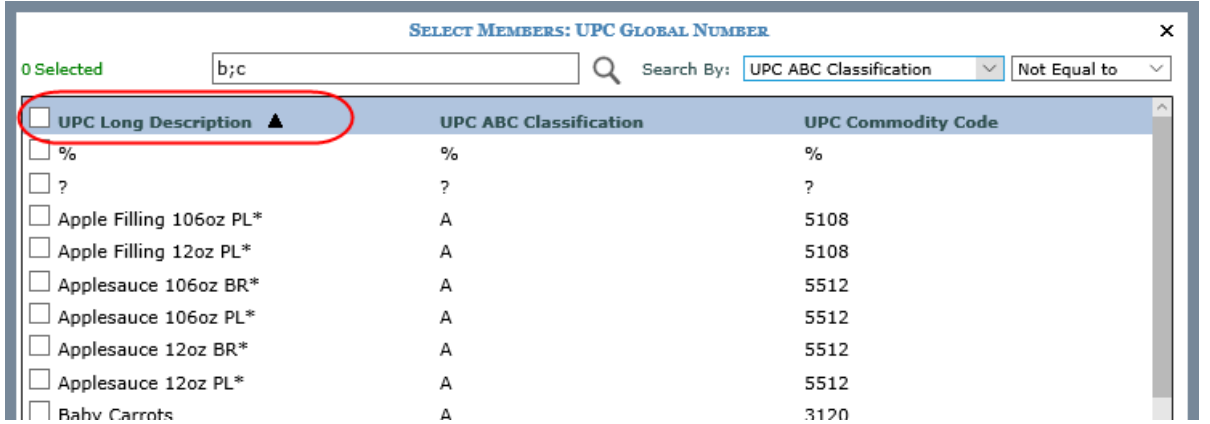 SELECT MEMBERS: UPC GLOBAL NUMBER
0 Selected b;c Search By: UPC ABC Classification Not Equal to
UPC Long Description ▲ UPC ABC Classification UPC Commodity Code
% % %
? ? ?
Apple Filling 106oz PL* A 5108
Apple Filling 12oz PL* A 5108
Applesauce 106oz BR* A 5512
Applesauce 106oz PL* A 5512
Applesauce 12oz BR* A 5512
Applesauce 12oz PL* A 5512
Baby Carrots A 3120